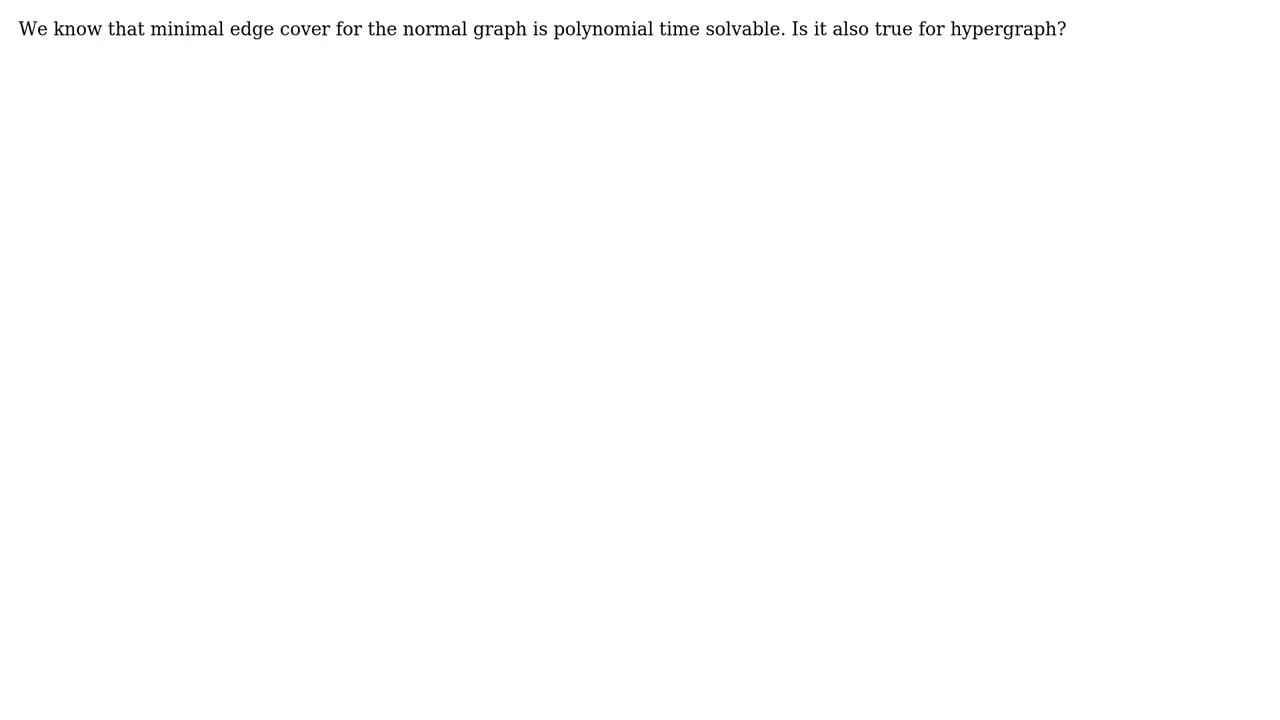 We know that minimal edge cover for the normal graph is polynomial time solvable. Is it also true for hypergraph?